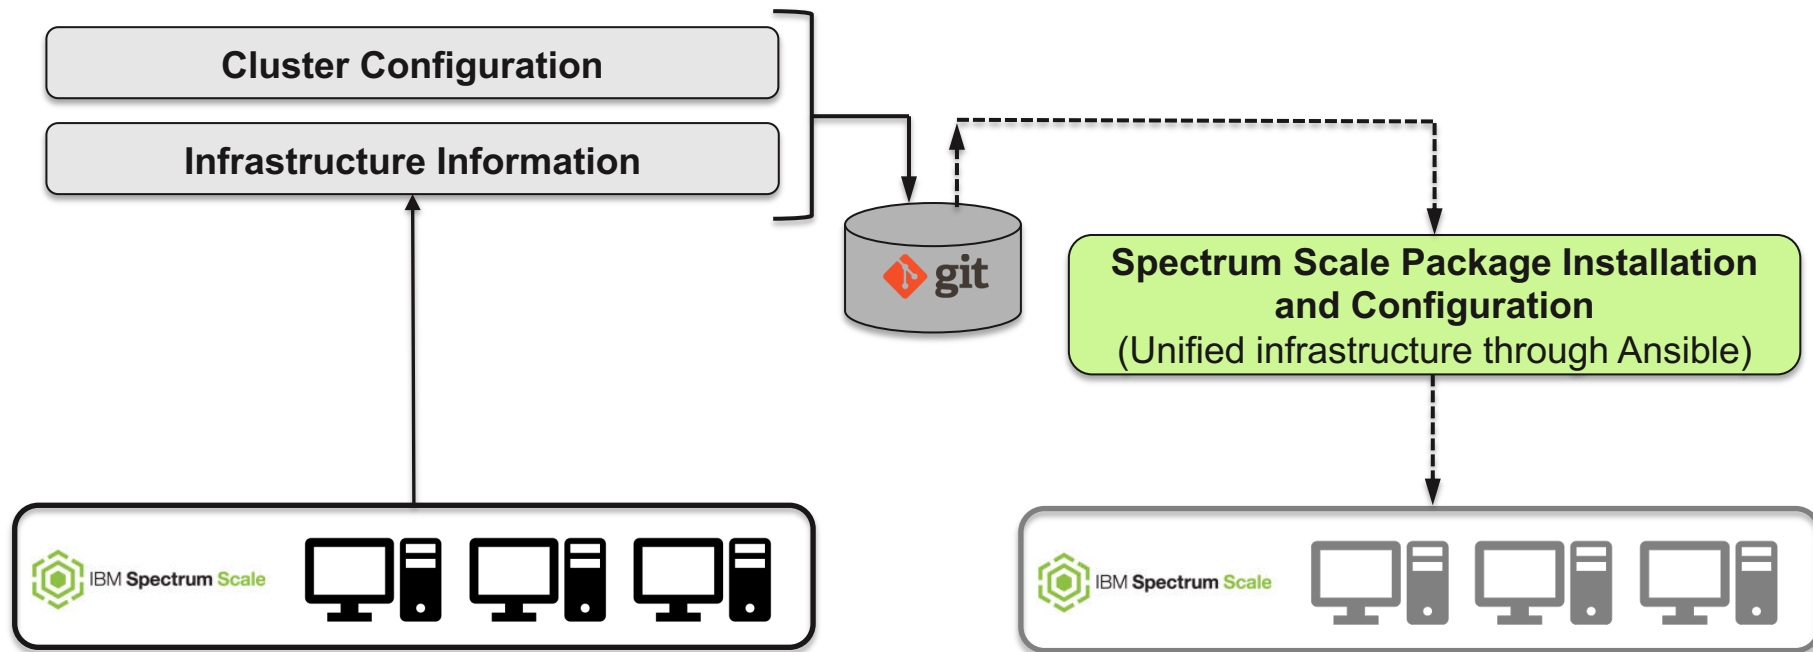 Cluster Configuration
Infrastructure Information
git
Spectrum Scale Package Installation
and Configuration
(Unified infrastructure through Ansible)
IBM Spectrum Scale
IBM Spectrum Scale